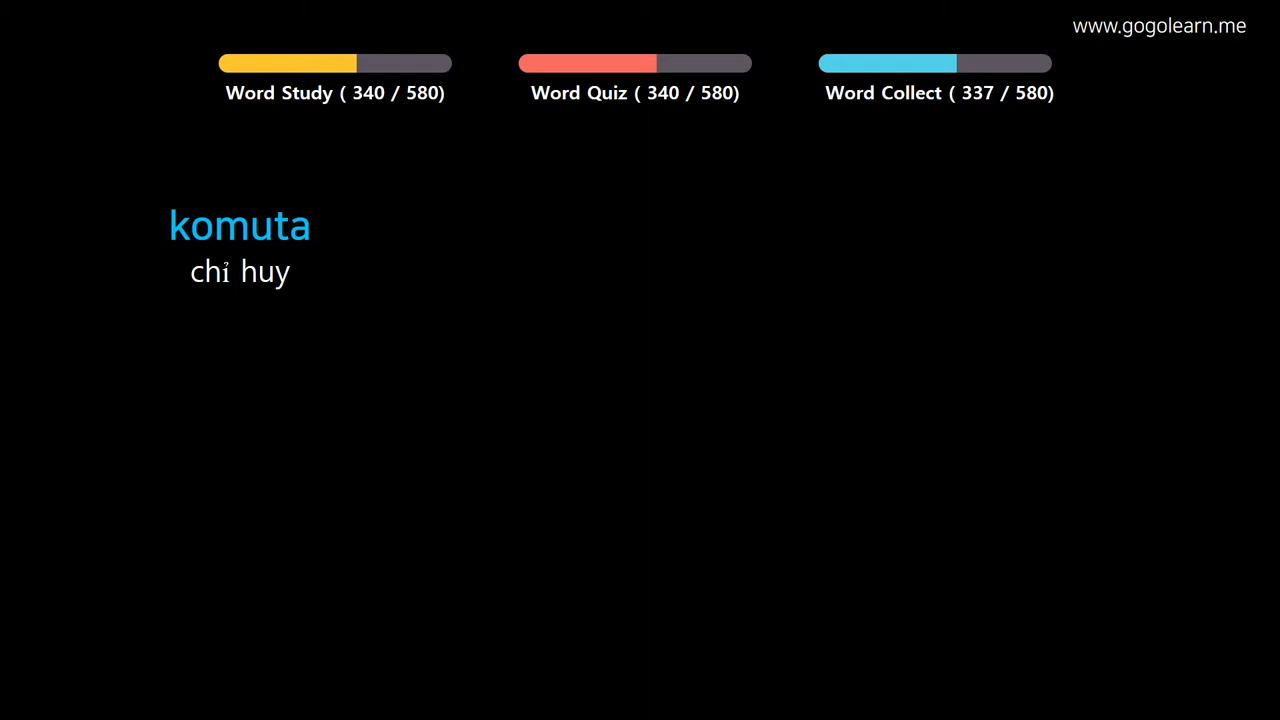 www.gogolearn.me
Word Study ( 340 / 580)
Word Quiz ( 340 / 580)
Word Collect ( 337 / 580)
komuta
chỉ huy